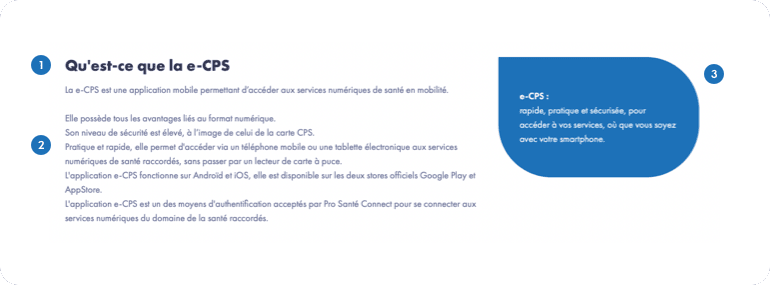 1
Qu'est-ce que la e-CPS
La e-CPS est une application mobile permettant d'accéder aux services numériques de santé en mobilité.
Elle possède tous les avantages liés au format numérique.
Son niveau de sécurité est élevé, à l'image de celui de la carte CPS.
2
Pratique et rapide, elle permet d'accéder via un téléphone mobile ou une tablette électronique aux services
numériques de santé raccordés, sans passer par un lecteur de carte à puce.
L'application e-CPS fonctionne sur Android et iOS, elle est disponible sur les deux stores officiels Google Play et
AppStore.
L'application e-CPS est un des moyens d'authentification acceptés par Pro Santé Connect pour se connecter aux
services numériques du domaine de la santé raccordés.
3
e-CPS :
rapide, pratique et sécurisée, pour
accéder à vos services, où que vous soyez
avec votre smartphone.